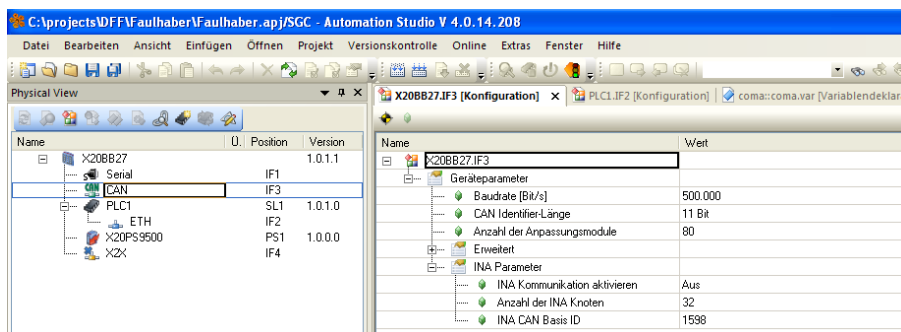 C:\projects\DFF\Faulhaber\Faulhaber.apj/SGC - Automation Studio V 4.0.14.208
Datei Bearbeiten Ansicht Einfügen Öffnen Projekt Versionskontrolle Online Extras Fenster Hilfe
Physical View
X20BB27.IF3 [Konfiguration] PLC1.IF2 [Konfiguration] coma::coma.var [Variablendeklar
Name Ü. Position Version
X20BB27 1.0.1.1
Serial IF1
CAN IF3
PLC1 SL1 1.0.1.0
ETH IF2
X20PS9500 PS1 1.0.0.0
X2X IF4
Name Wert
X20BB27.IF3
Geräteparameter
Baudrate [Bit/s] 500.000
CAN Identifier-Länge 11 Bit
Anzahl der Anpassungsmodule 80
Erweitert
INA Parameter
INA Kommunikation aktivieren Aus
Anzahl der INA Knoten 32
INA CAN Basis ID 1598